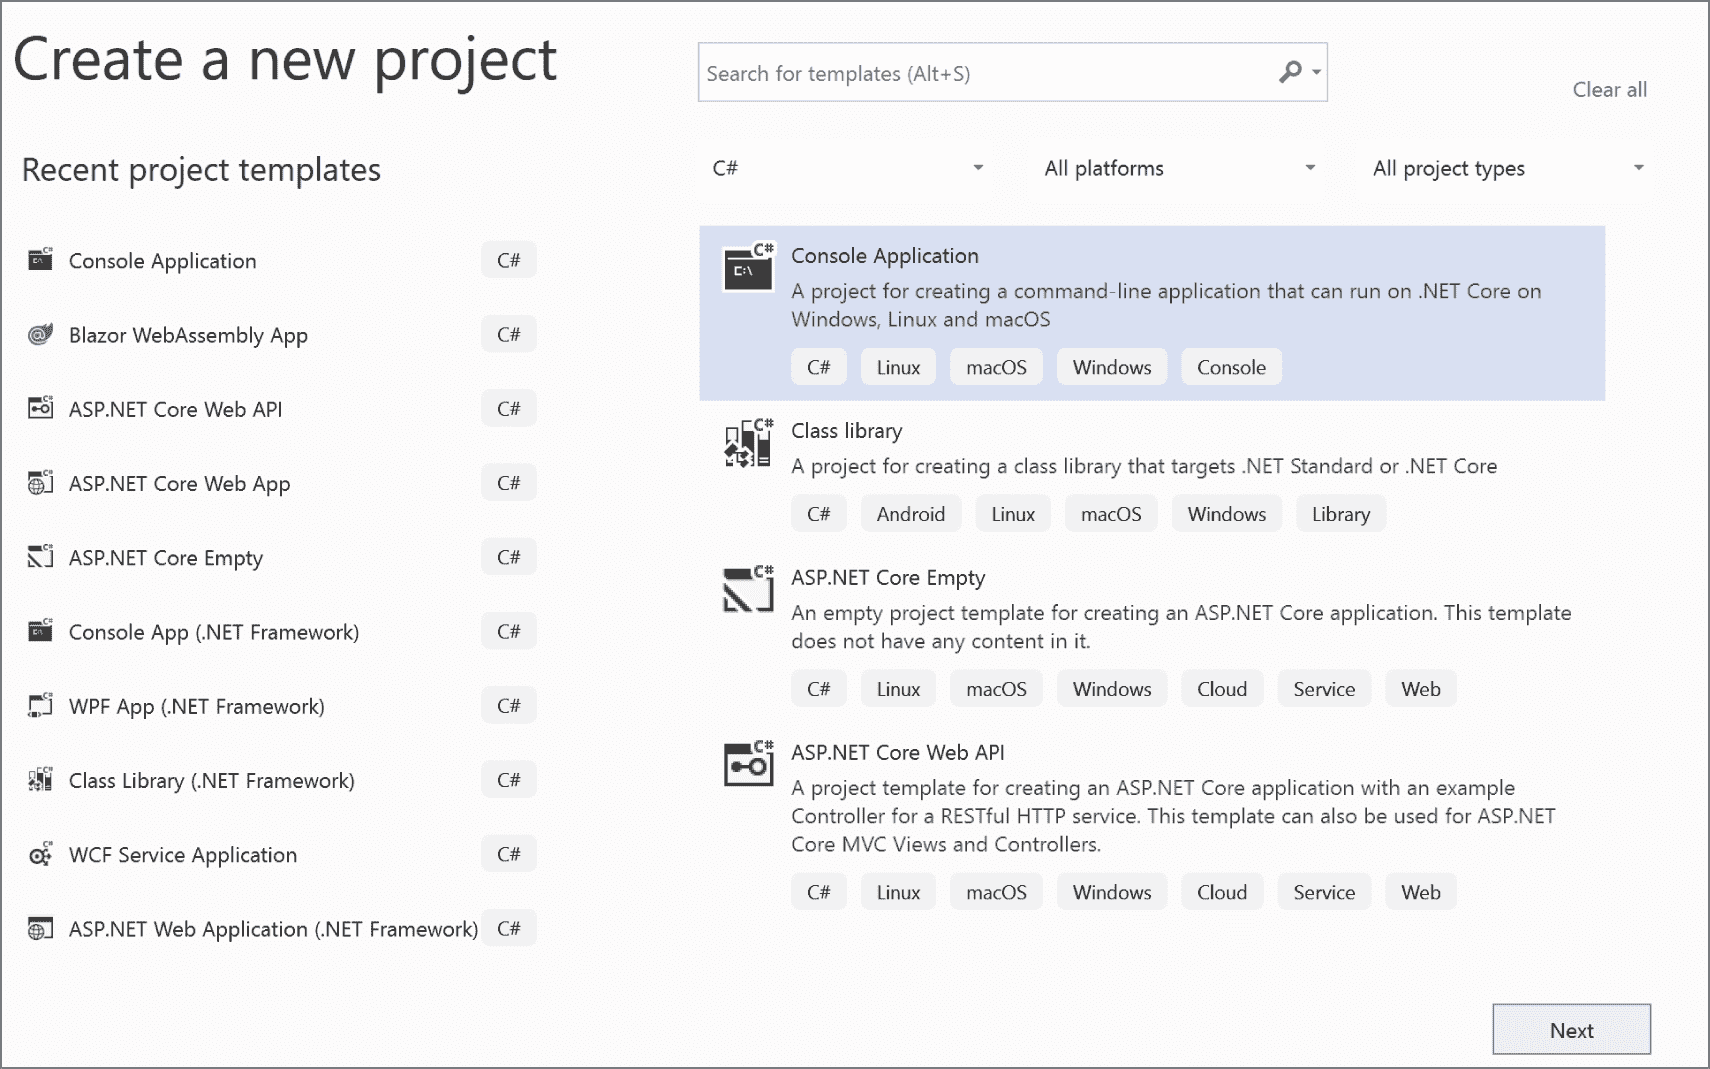 Create a new project
Search for templates (Alt+S)
Clear all
Recent project templates
C#
All platforms
All project types
Console Application C#
Blazor WebAssembly App C#
ASP.NET Core Web API C#
ASP.NET Core Web App C#
ASP.NET Core Empty C#
Console App (.NET Framework) C#
WPF App (.NET Framework) C#
Class Library (.NET Framework) C#
WCF Service Application C#
ASP.NET Web Application (.NET Framework) C#
Console Application
A project for creating a command-line application that can run on .NET Core on
Windows, Linux and macOS
C# Linux macOS Windows Console
Class library
A project for creating a class library that targets .NET Standard or .NET Core
C# Android Linux macOS Windows Library
ASP.NET Core Empty
An empty project template for creating an ASP.NET Core application. This template
does not have any content in it.
C# Linux macOS Windows Cloud Service Web
ASP.NET Core Web API
A project template for creating an ASP.NET Core application with an example
Controller for a RESTful HTTP service. This template can also be used for ASP.NET
Core MVC Views and Controllers.
C# Linux macOS Windows Cloud Service Web
Next